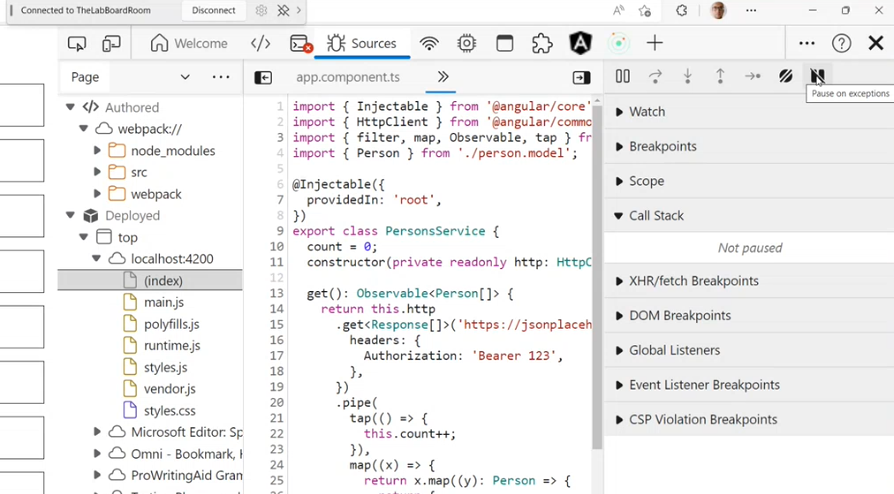 Connected to TheLabBoardRoom
Disconnect
Welcome
Sources
Page
app.component.ts
Pause on exceptions
Authored
webpack://
node_modules
src
webpack
Deployed
top
localhost:4200
(index)
main.js
polyfills.js
runtime.js
styles.js
vendor.js
styles.css
Microsoft Editor: Sp
Omni - Bookmark, H
ProWritingAid Gram
1 import { Injectable } from '@angular/core'
2 import { HttpClient } from '@angular/commo
3 import { filter, map, Observable, tap } fr
4 import { Person } from './person.model';
5
6 @Injectable({
7 providedIn: 'root',
8 })
9 export class PersonsService {
10 count = 0;
11 constructor(private readonly http: HttpC
12
13 get(): Observable<Person[]> {
14 return this.http
15 .get<Response[]>('https://jsonplaceh
16 headers: {
17 Authorization: 'Bearer 123',
18 },
19 })
20 .pipe(
21 tap(() => {
22 this.count++;
23 }),
24 map((x) => {
25 return x.map((y): Person => {
Watch
Breakpoints
Scope
Call Stack
Not paused
XHR/fetch Breakpoints
DOM Breakpoints
Global Listeners
Event Listener Breakpoints
CSP Violation Breakpoints